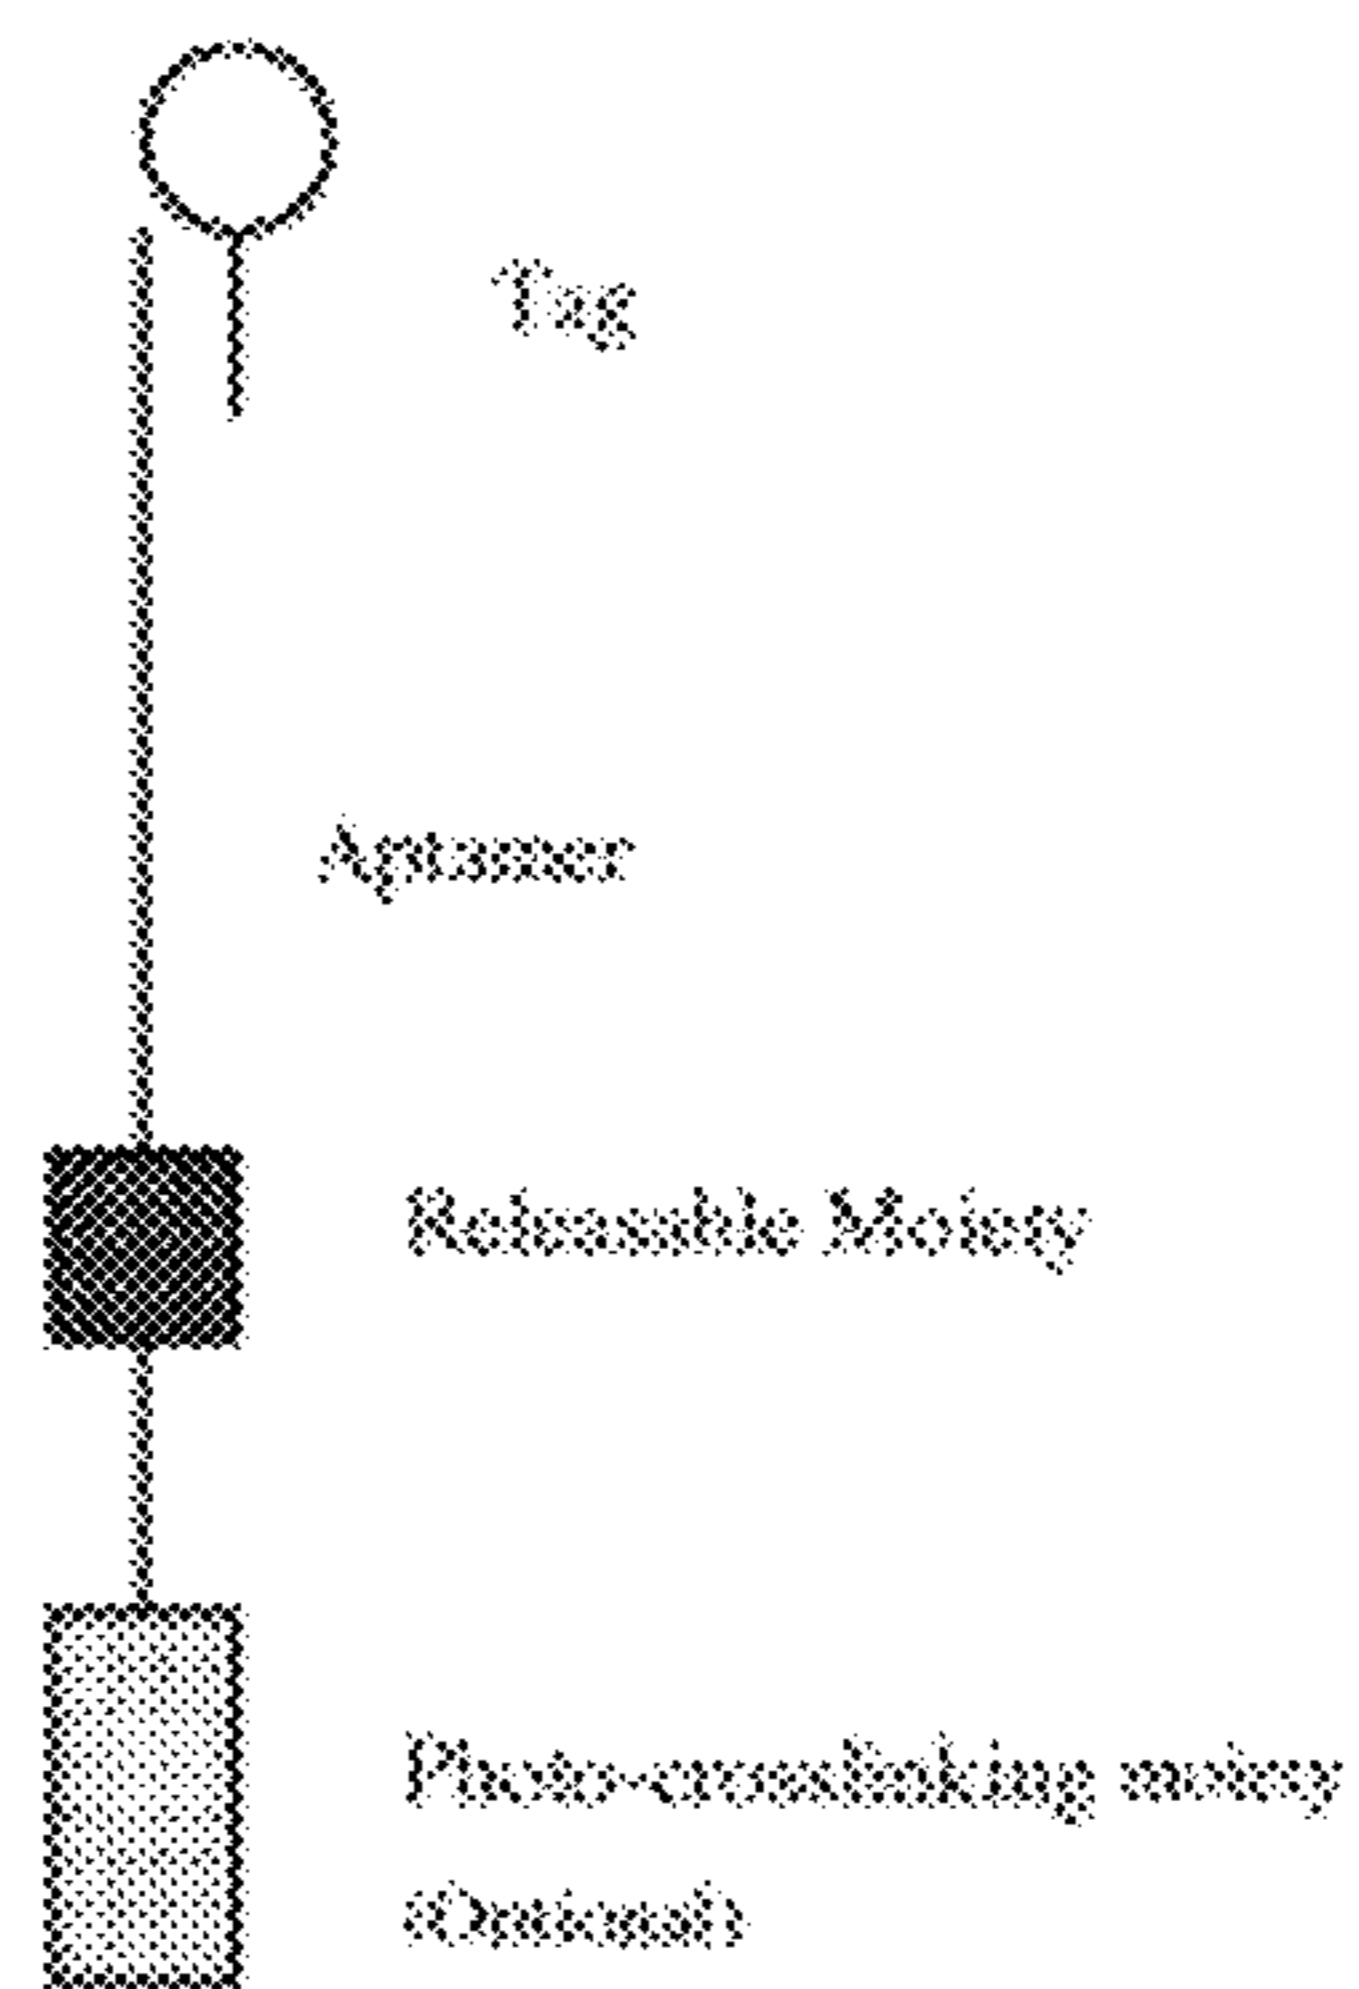 Tag
Aptamer
Releasable Moiety
Photo-crosslinking moiety
(Optional)